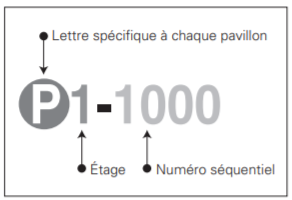 Lettre spécifique à chaque pavillon
P1-1000
Étage
Numéro séquentiel